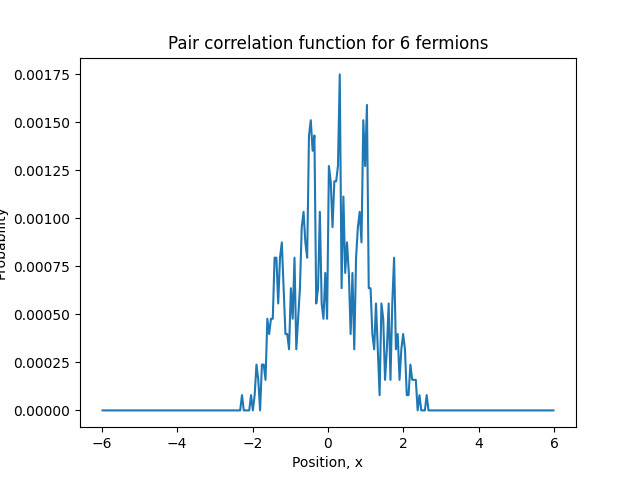 Pair correlation function for 6 fermions
0.00175
0.00150
0.00125
0.00100
0.00075
0.00050
0.00025
0.00000
Probability
−6 −4 −2 0 2 4 6
Position, x